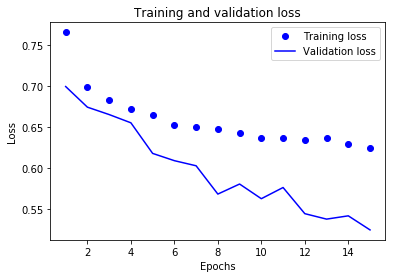 Training and validation loss
Training loss
Validation loss
0.75
0.70
0.65
0.60
0.55
Loss
2 4 6 8 10 12 14
Epochs